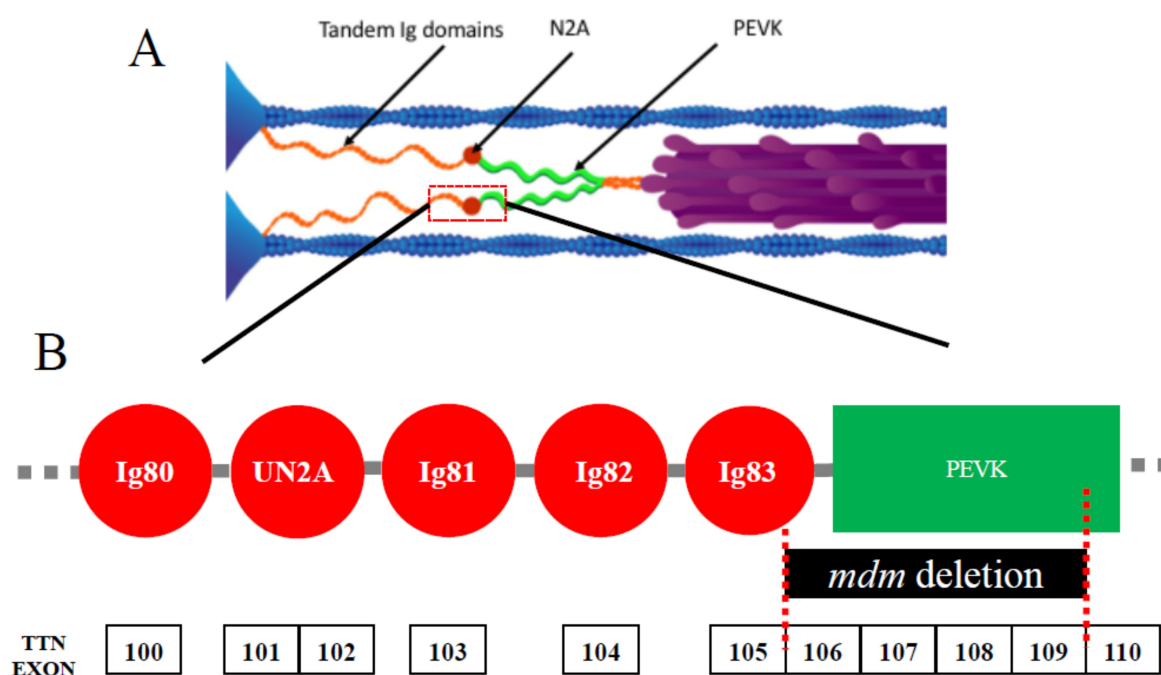 A
Tandem Ig domains
N2A
PEVK
B
Ig80
UN2A
Ig81
Ig82
Ig83
PEVK
mdm deletion
TTN
EXON
100
101
102
103
104
105
106
107
108
109
110